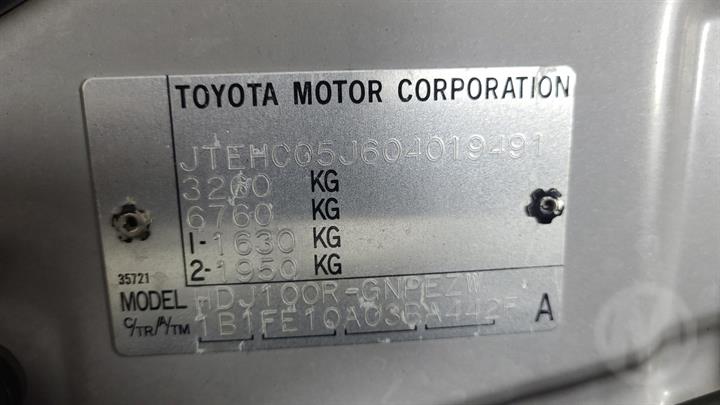 TOYOTA MOTOR CORPORATION
JTEHC05J604019491
3260 KG
6760 KG
1-1630 KG
2-1950 KG
35721
MODEL HDJ100R-GNPEZW
C/TR/A/TM 1B1FE10A03BA442F A